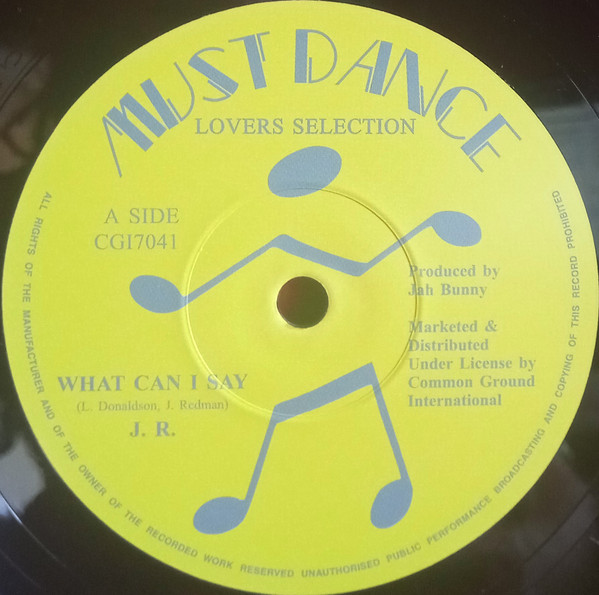 MUST DANCE
LOVERS SELECTION
A SIDE
CGI7041
Produced by
Jah Bunny
Marketed &
Distributed
Under License by
Common Ground
International
WHAT CAN I SAY
(L. Donaldson, J. Redman)
J. R.
ALL RIGHTS OF THE MANUFACTURER AND OF THE OWNER OF THE RECORDED WORK RESERVED UNAUTHORISED PUBLIC PERFORMANCE BROADCASTING AND COPYING OF THIS RECORD PROHIBITED